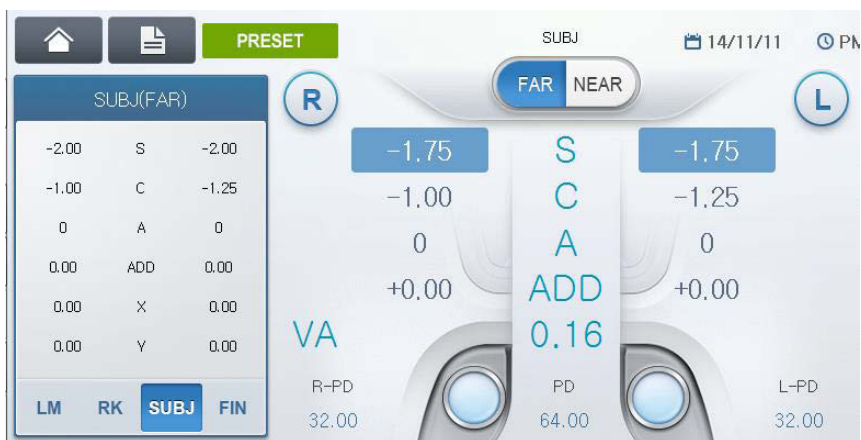 PRESET SUBJ 14/11/11 PM
SUBJ(FAR) R FAR NEAR L
-2.00 S -2.00
-1.00 C -1.25
0 A 0
0.00 ADD 0.00
0.00 X 0.00
0.00 Y 0.00
LM RK SUBJ FIN
-1.75 S -1.75
-1.00 C -1.25
0 A 0
+0.00 ADD +0.00
VA 0.16
R-PD PD L-PD
32.00 64.00 32.00